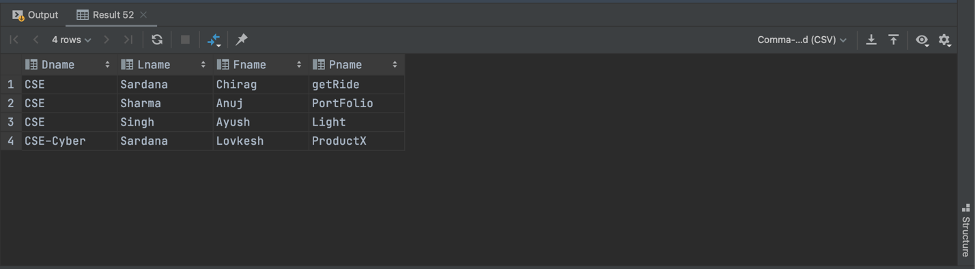 Output Result 52
4 rows Comma-...d (CSV)
Dname Lname Fname Pname
1 CSE Sardana Chirag getRide
2 CSE Sharma Anuj PortFolio
3 CSE Singh Ayush Light
4 CSE-Cyber Sardana Lovkesh ProductX
Structure